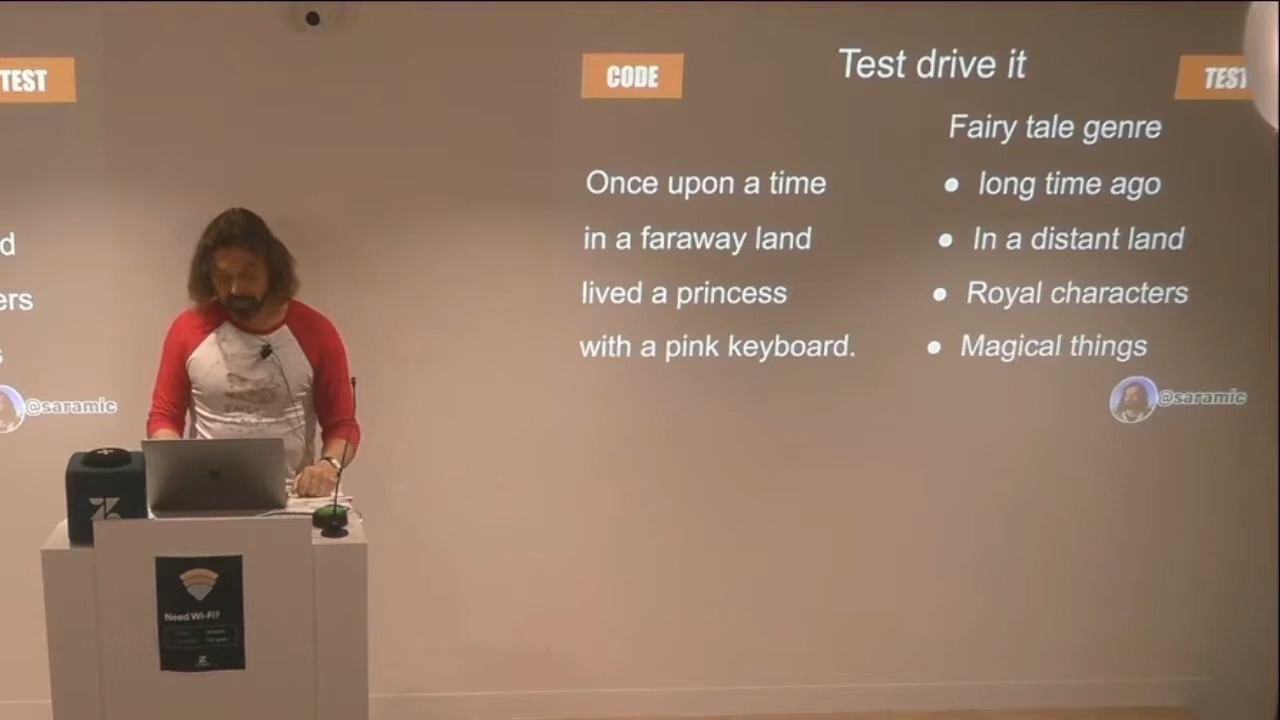 TEST
d
ers
s
@saramic
CODE
Test drive it
TEST
Fairy tale genre
Once upon a time
• long time ago
in a faraway land
• In a distant land
lived a princess
• Royal characters
with a pink keyboard.
• Magical things
@saramic
Need Wi-Fi?